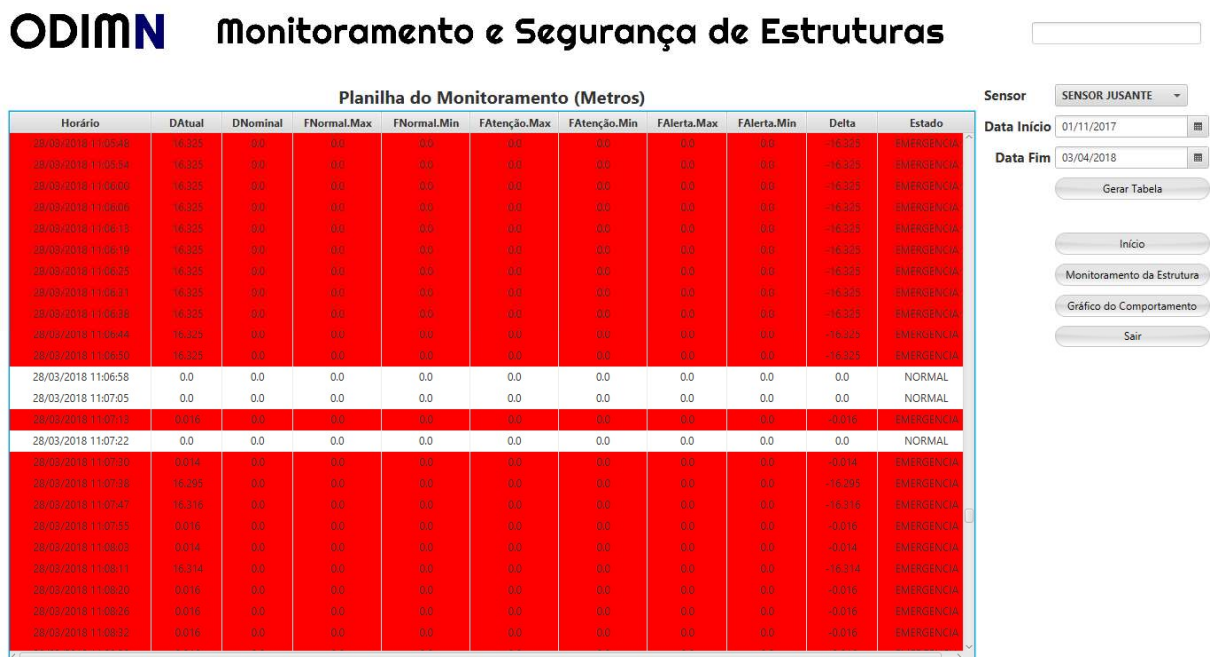 ODIMN Monitoramento e Segurança de Estruturas
Planilha do Monitoramento (Metros)
Sensor SENSOR JUSANTE
Data Início 01/11/2017
Data Fim 03/04/2018
Gerar Tabela
Início
Monitoramento da Estrutura
Gráfico do Comportamento
Sair
Horário DAtual DNominal FNormal.Max FNormal.Min FAtenção.Max FAtenção.Min FAlerta.Max FAlerta.Min Delta Estado
28/03/2018 11:05:48 16.325 0.0 0.0 0.0 0.0 0.0 0.0 0.0 -16.325 EMERGENCIA
28/03/2018 11:05:54 16.325 0.0 0.0 0.0 0.0 0.0 0.0 0.0 -16.325 EMERGENCIA
28/03/2018 11:06:00 16.325 0.0 0.0 0.0 0.0 0.0 0.0 0.0 -16.325 EMERGENCIA
28/03/2018 11:06:06 16.325 0.0 0.0 0.0 0.0 0.0 0.0 0.0 -16.325 EMERGENCIA
28/03/2018 11:06:13 16.325 0.0 0.0 0.0 0.0 0.0 0.0 0.0 -16.325 EMERGENCIA
28/03/2018 11:06:19 16.325 0.0 0.0 0.0 0.0 0.0 0.0 0.0 -16.325 EMERGENCIA
28/03/2018 11:06:25 16.325 0.0 0.0 0.0 0.0 0.0 0.0 0.0 -16.325 EMERGENCIA
28/03/2018 11:06:31 16.325 0.0 0.0 0.0 0.0 0.0 0.0 0.0 -16.325 EMERGENCIA
28/03/2018 11:06:38 16.325 0.0 0.0 0.0 0.0 0.0 0.0 0.0 -16.325 EMERGENCIA
28/03/2018 11:06:44 16.325 0.0 0.0 0.0 0.0 0.0 0.0 0.0 -16.325 EMERGENCIA
28/03/2018 11:06:50 16.325 0.0 0.0 0.0 0.0 0.0 0.0 0.0 -16.325 EMERGENCIA
28/03/2018 11:06:58 0.0 0.0 0.0 0.0 0.0 0.0 0.0 0.0 0.0 NORMAL
28/03/2018 11:07:05 0.0 0.0 0.0 0.0 0.0 0.0 0.0 0.0 0.0 NORMAL
28/03/2018 11:07:13 0.016 0.0 0.0 0.0 0.0 0.0 0.0 0.0 -0.016 EMERGENCIA
28/03/2018 11:07:22 0.0 0.0 0.0 0.0 0.0 0.0 0.0 0.0 0.0 NORMAL
28/03/2018 0.014 0.0 0.0 0.0 0.0 0.0 0.0 0.0 -0.014 EMERGENCIA
28/03/2018 11:07:38 16.295 0.0 0.0 0.0 0.0 0.0 0.0 0.0 -16.295 EMERGENCIA
28/03/2018 11:07:47 16.316 0.0 0.0 0.0 0.0 0.0 0.0 0.0 -16.316 EMERGENCIA
28/03/2018 11:07:55 0.016 0.0 0.0 0.0 0.0 0.0 0.0 0.0 -0.016 EMERGENCIA
28/03/2018 11:08:03 0.014 0.0 0.0 0.0 0.0 0.0 0.0 0.0 -0.014 EMERGENCIA
28/03/2018 11:08:11 16.314 0.0 0.0 0.0 0.0 0.0 0.0 0.0 -16.314 EMERGENCIA
28/03/2018 11:08:20 0.016 0.0 0.0 0.0 0.0 0.0 0.0 0.0 -0.016 EMERGENCIA
28/03/2018 11:08:26 0.016 0.0 0.0 0.0 0.0 0.0 0.0 0.0 -0.016 EMERGENCIA
28/03/2018 11:08:32 0.016 0.0 0.0 0.0 0.0 0.0 0.0 0.0 -0.016 EMERGENCIA